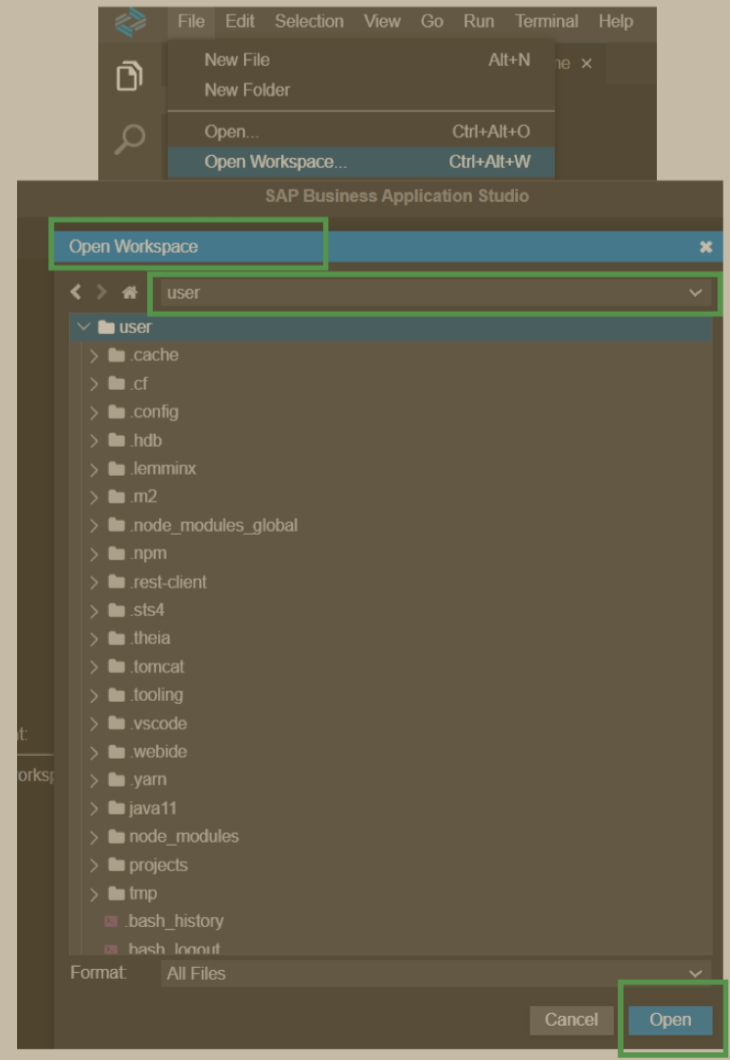 File Edit Selection View Go Run Terminal Help
New File Alt+N
me ×
New Folder
Open... Ctrl+Alt+O
Open Workspace... Ctrl+Alt+W
SAP Business Application Studio
Open Workspace
user
user
.cache
.cf
.config
.hdb
.lemminx
.m2
.node_modules_global
.npm
.rest-client
.sts4
.theia
.tomcat
.tooling
.vscode
.webide
.yarn
java11
node_modules
projects
tmp
.bash_history
.bash_logout
Format: All Files
Cancel Open